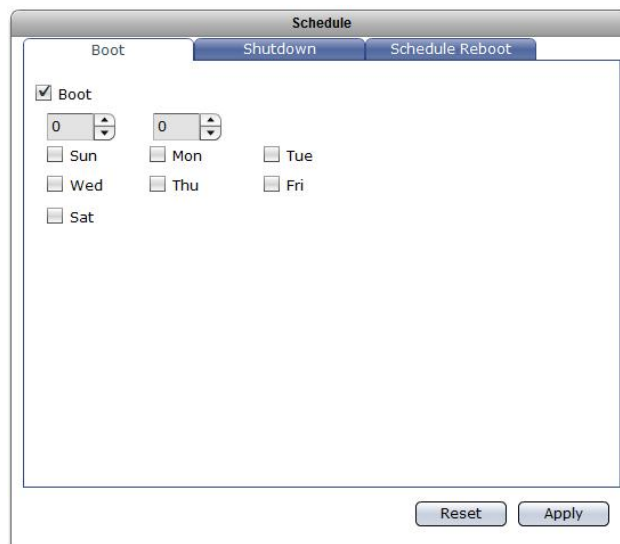 Schedule
Boot Shutdown Schedule Reboot
Boot
0 0
Sun Mon Tue
Wed Thu Fri
Sat
Reset Apply